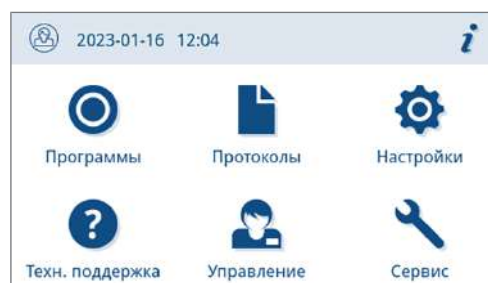 2023-01-16 12:04 i
Программы Протоколы Настройки
?
Техн. поддержка Управление Сервис